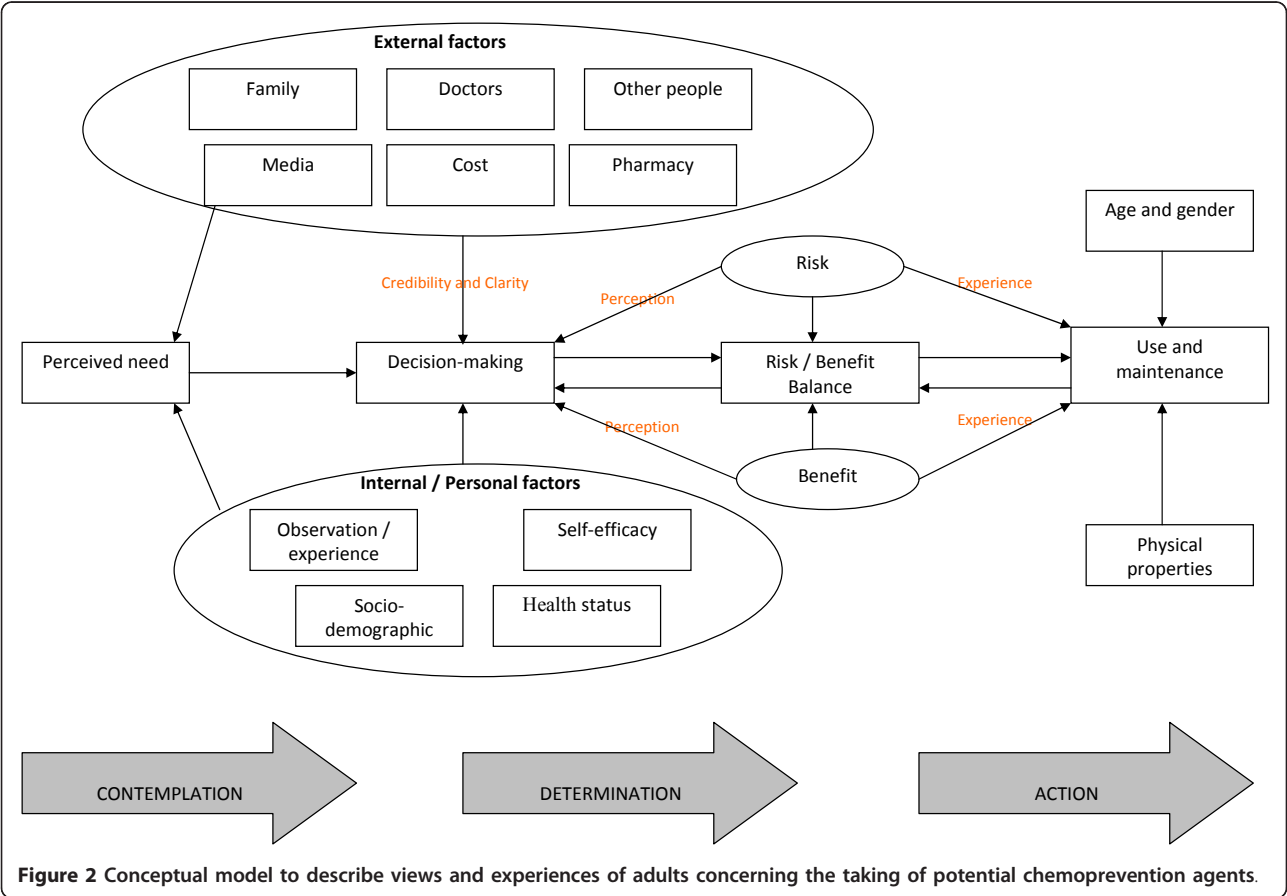 External factors
Family
Doctors
Other people
Media
Cost
Pharmacy
Age and gender
Risk
Credibility and Clarity
Perception
Experience
Perceived need
Decision-making
Risk / Benefit
Balance
Use and
maintenance
Perception
Experience
Benefit
Internal / Personal factors
Observation /
experience
Self-efficacy
Socio-
demographic
Health status
Physical
properties
CONTEMPLATION
DETERMINATION
ACTION
Figure 2 Conceptual model to describe views and experiences of adults concerning the taking of potential chemoprevention agents.